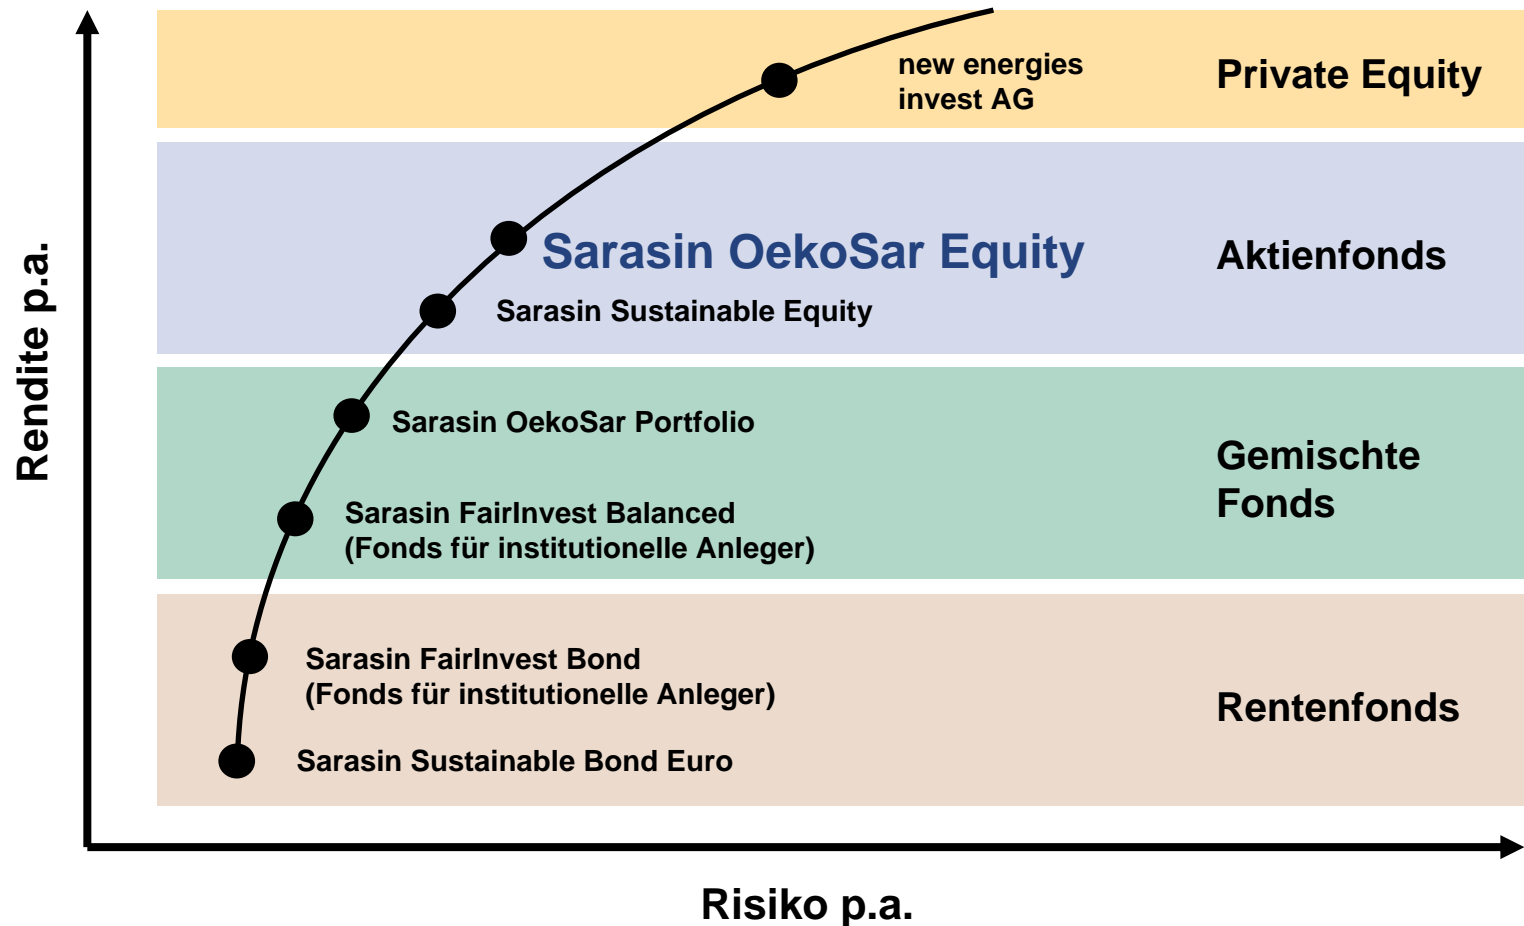 new energies
invest AG
Private Equity
Sarasin OekoSar Equity
Aktienfonds
Sarasin Sustainable Equity
Rendite p.a.
Sarasin OekoSar Portfolio
Gemischte
Fonds
Sarasin FairInvest Balanced
(Fonds für institutionelle Anleger)
Sarasin FairInvest Bond
(Fonds für institutionelle Anleger)
Rentenfonds
Sarasin Sustainable Bond Euro
Risiko p.a.